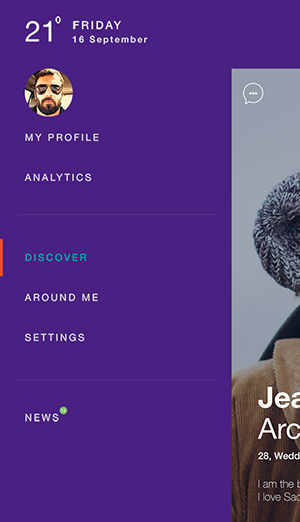 21° FRIDAY
16 September
MY PROFILE
ANALYTICS
DISCOVER
AROUND ME
SETTINGS
NEWS
Jea
Arc
28, Wedd
I am the b
I love Sad